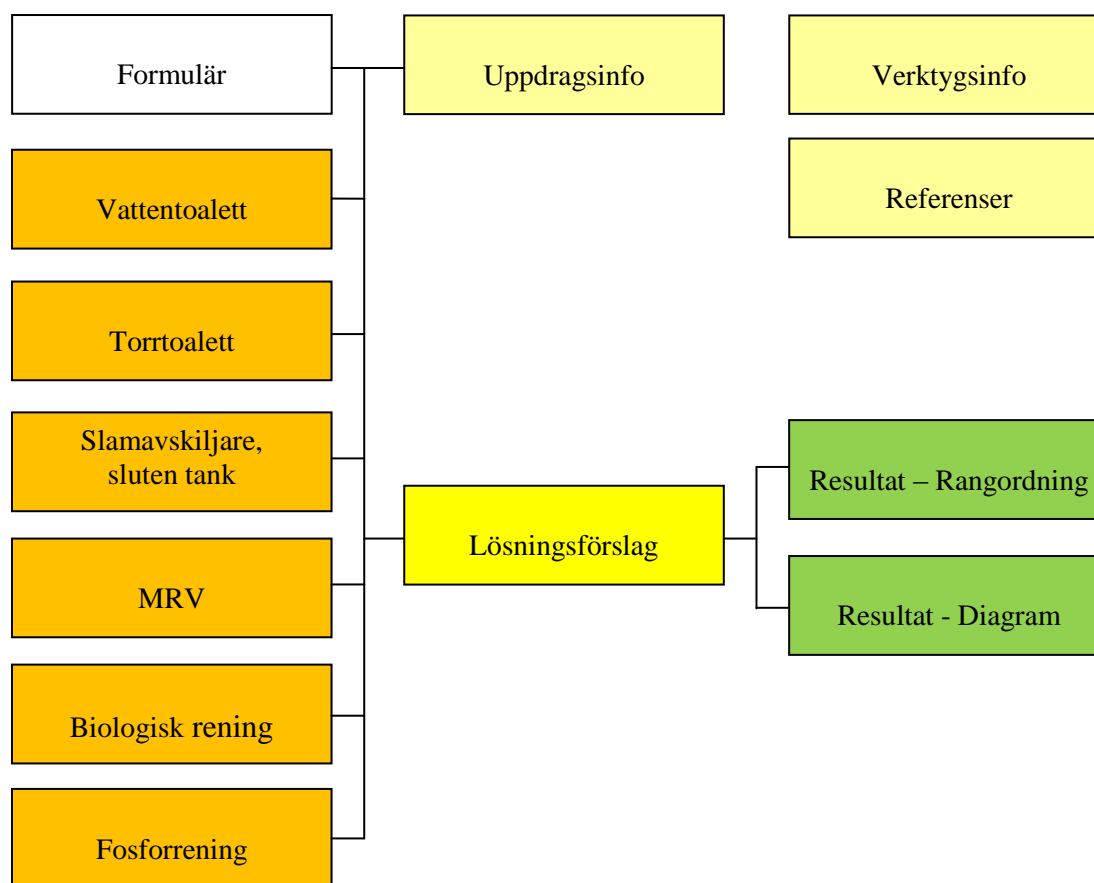 Formulär
Uppdragsinfo
Verktygsinfo
Vattentoalett
Referenser
Torrtoalett
Slamavskiljare,
sluten tank
Resultat – Rangordning
Lösningsförslag
MRV
Resultat - Diagram
Biologisk rening
Fosforrening